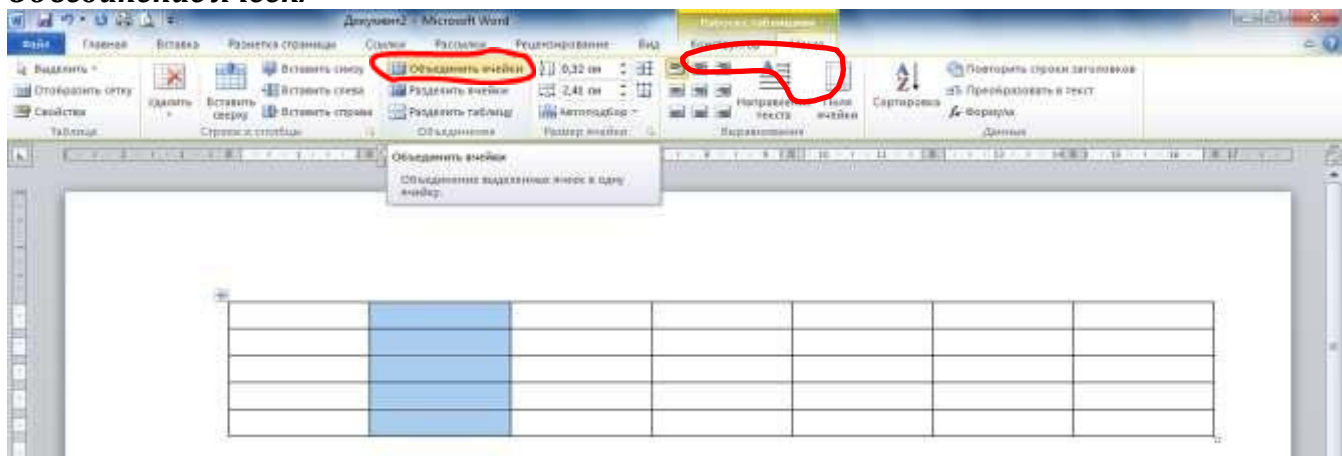 Документ2 - Microsoft Word
Работа с таблицами
Файл Главная Вставка Разметка страницы Ссылки Рассылки Рецензирование Вид Конструктор
Выделить
Отобразить сетку
Свойства
Таблица
Удалить
Вставить сверху
Вставить снизу
Вставить слева
Вставить справа
Строки и столбцы
Объединить ячейки
Разделить ячейки
Разделить таблицу
Объединение
0,32 см
2,41 см
Автоподбор
Размер ячейки
Направление текста
Поля ячейки
Выравнивание
Сортировка
Повторить строки заголовков
Преобразовать в текст
Формула
Данные
Объединить ячейки
Объединение выделенных ячеек в одну
ячейку.